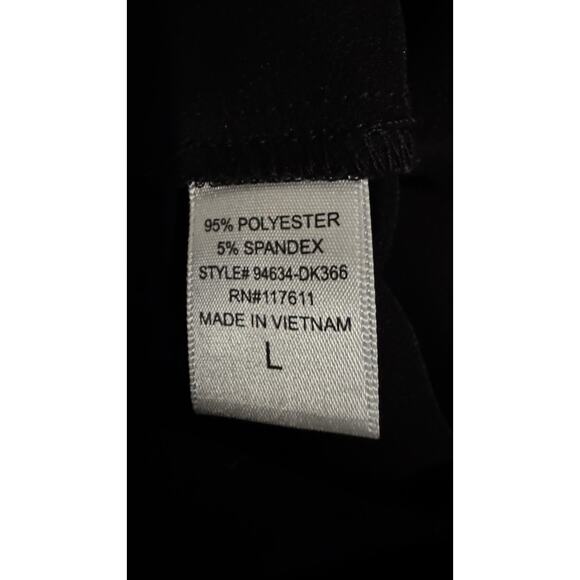 95% POLYESTER
5% SPANDEX
STYLE# 94634-DK366
RN#117611
MADE IN VIETNAM
L